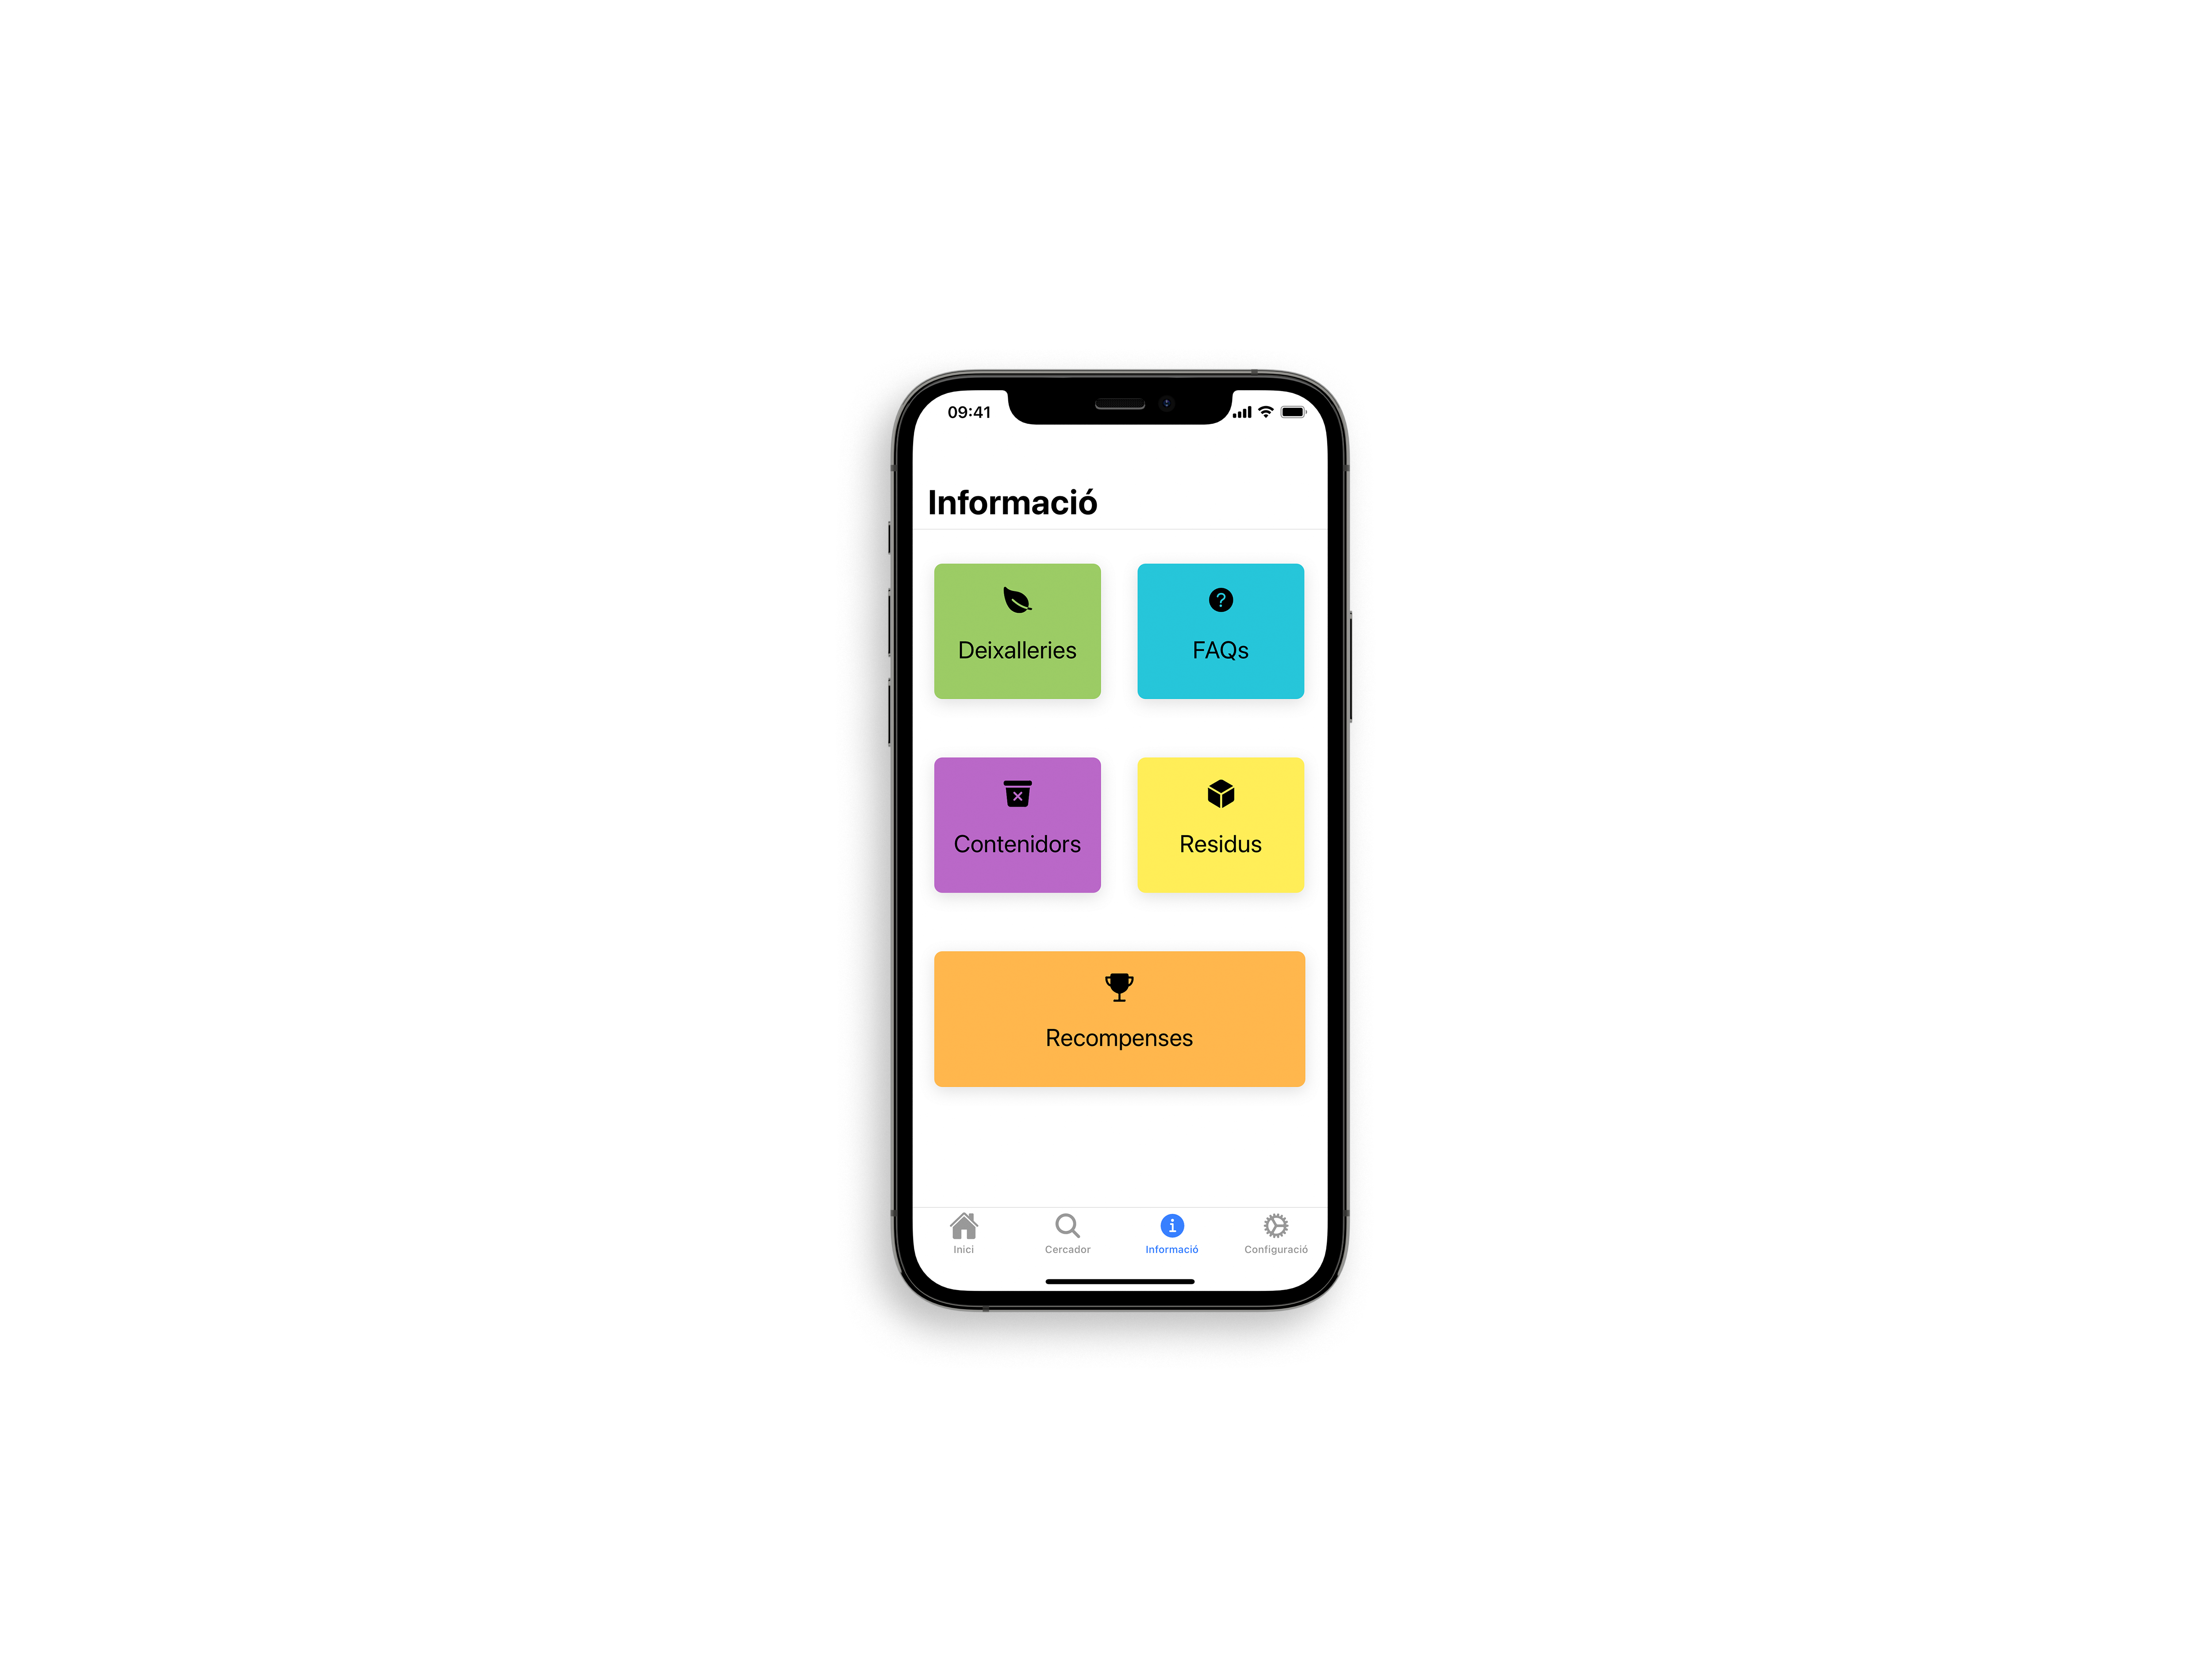 09:41
Informació
Deixalleries
FAQs
Contenidors
Residus
Recompenses
Inici
Cercador
Informació
Configuració